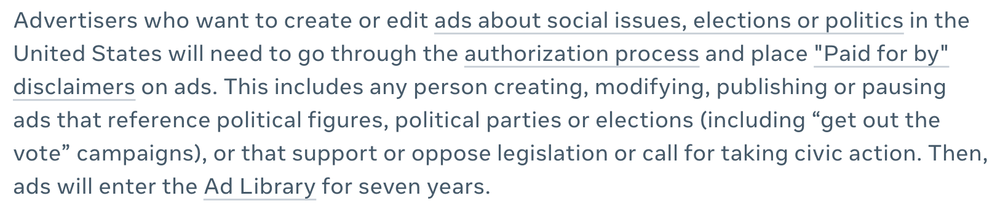 Advertisers who want to create or edit ads about social issues, elections or politics in the
United States will need to go through the authorization process and place "Paid for by"
disclaimers on ads. This includes any person creating, modifying, publishing or pausing
ads that reference political figures, political parties or elections (including “get out the
vote” campaigns), or that support or oppose legislation or call for taking civic action. Then,
ads will enter the Ad Library for seven years.